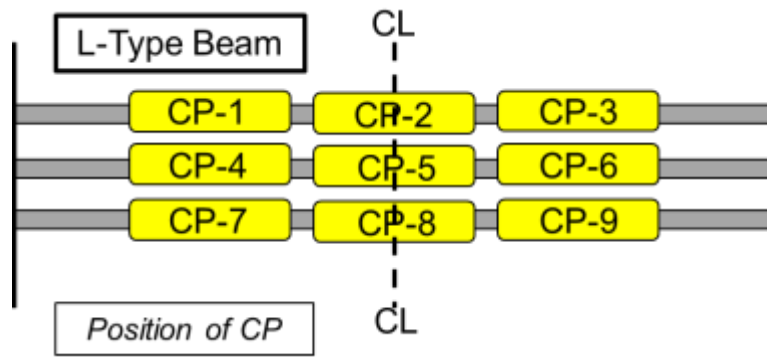 CL
L-Type Beam
CP-1 CP-2 CP-3
CP-4 CP-5 CP-6
CP-7 CP-8 CP-9
Position of CP
CL